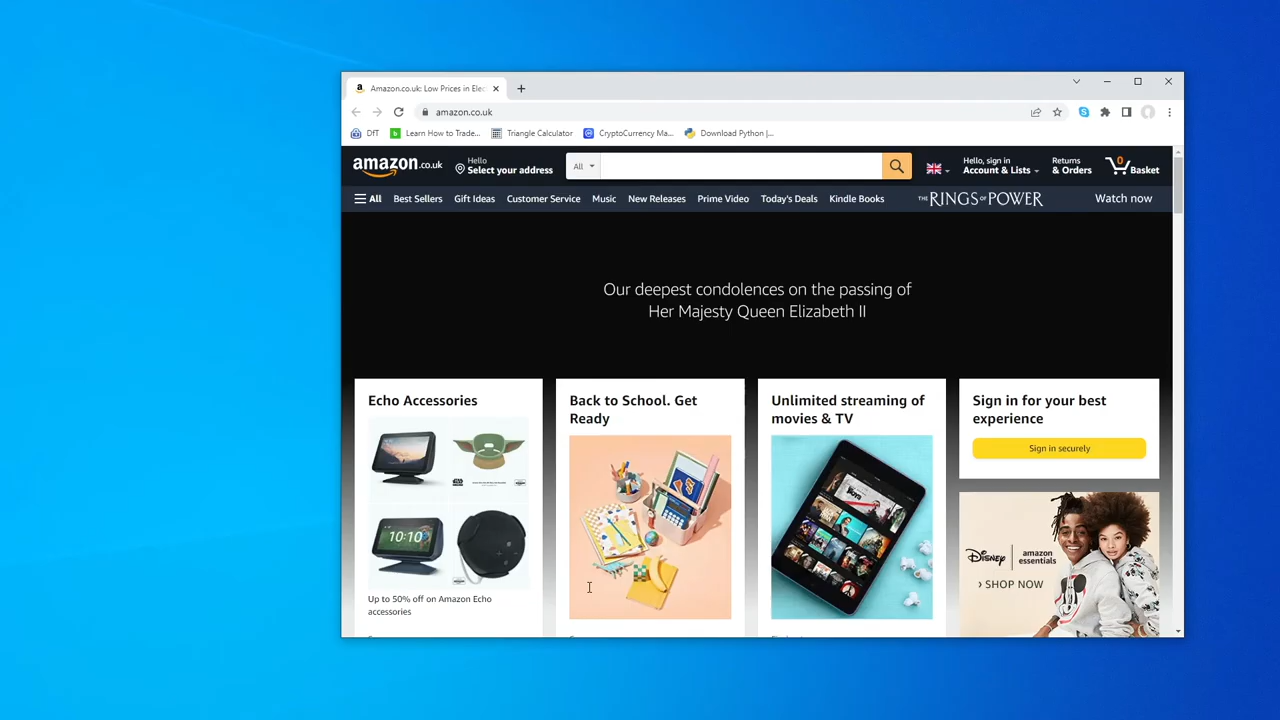 Amazon.co.uk: Low Prices in Elec
amazon.co.uk
DfT Learn How to Trade... Triangle Calculator CryptoCurrency Ma... Download Python |...
amazon.co.uk
Hello
Select your address
All
Hello, sign in
Account & Lists
Returns
& Orders
0
Basket
All Best Sellers Gift Ideas Customer Service Music New Releases Prime Video Today's Deals Kindle Books
THE RINGS OF POWER
Watch now
Our deepest condolences on the passing of
Her Majesty Queen Elizabeth II
Echo Accessories
10:10
Up to 50% off on Amazon Echo
accessories
Back to School. Get
Ready
Unlimited streaming of
movies & TV
Sign in for your best
experience
Sign in securely
Disney
amazon
essentials
› SHOP NOW